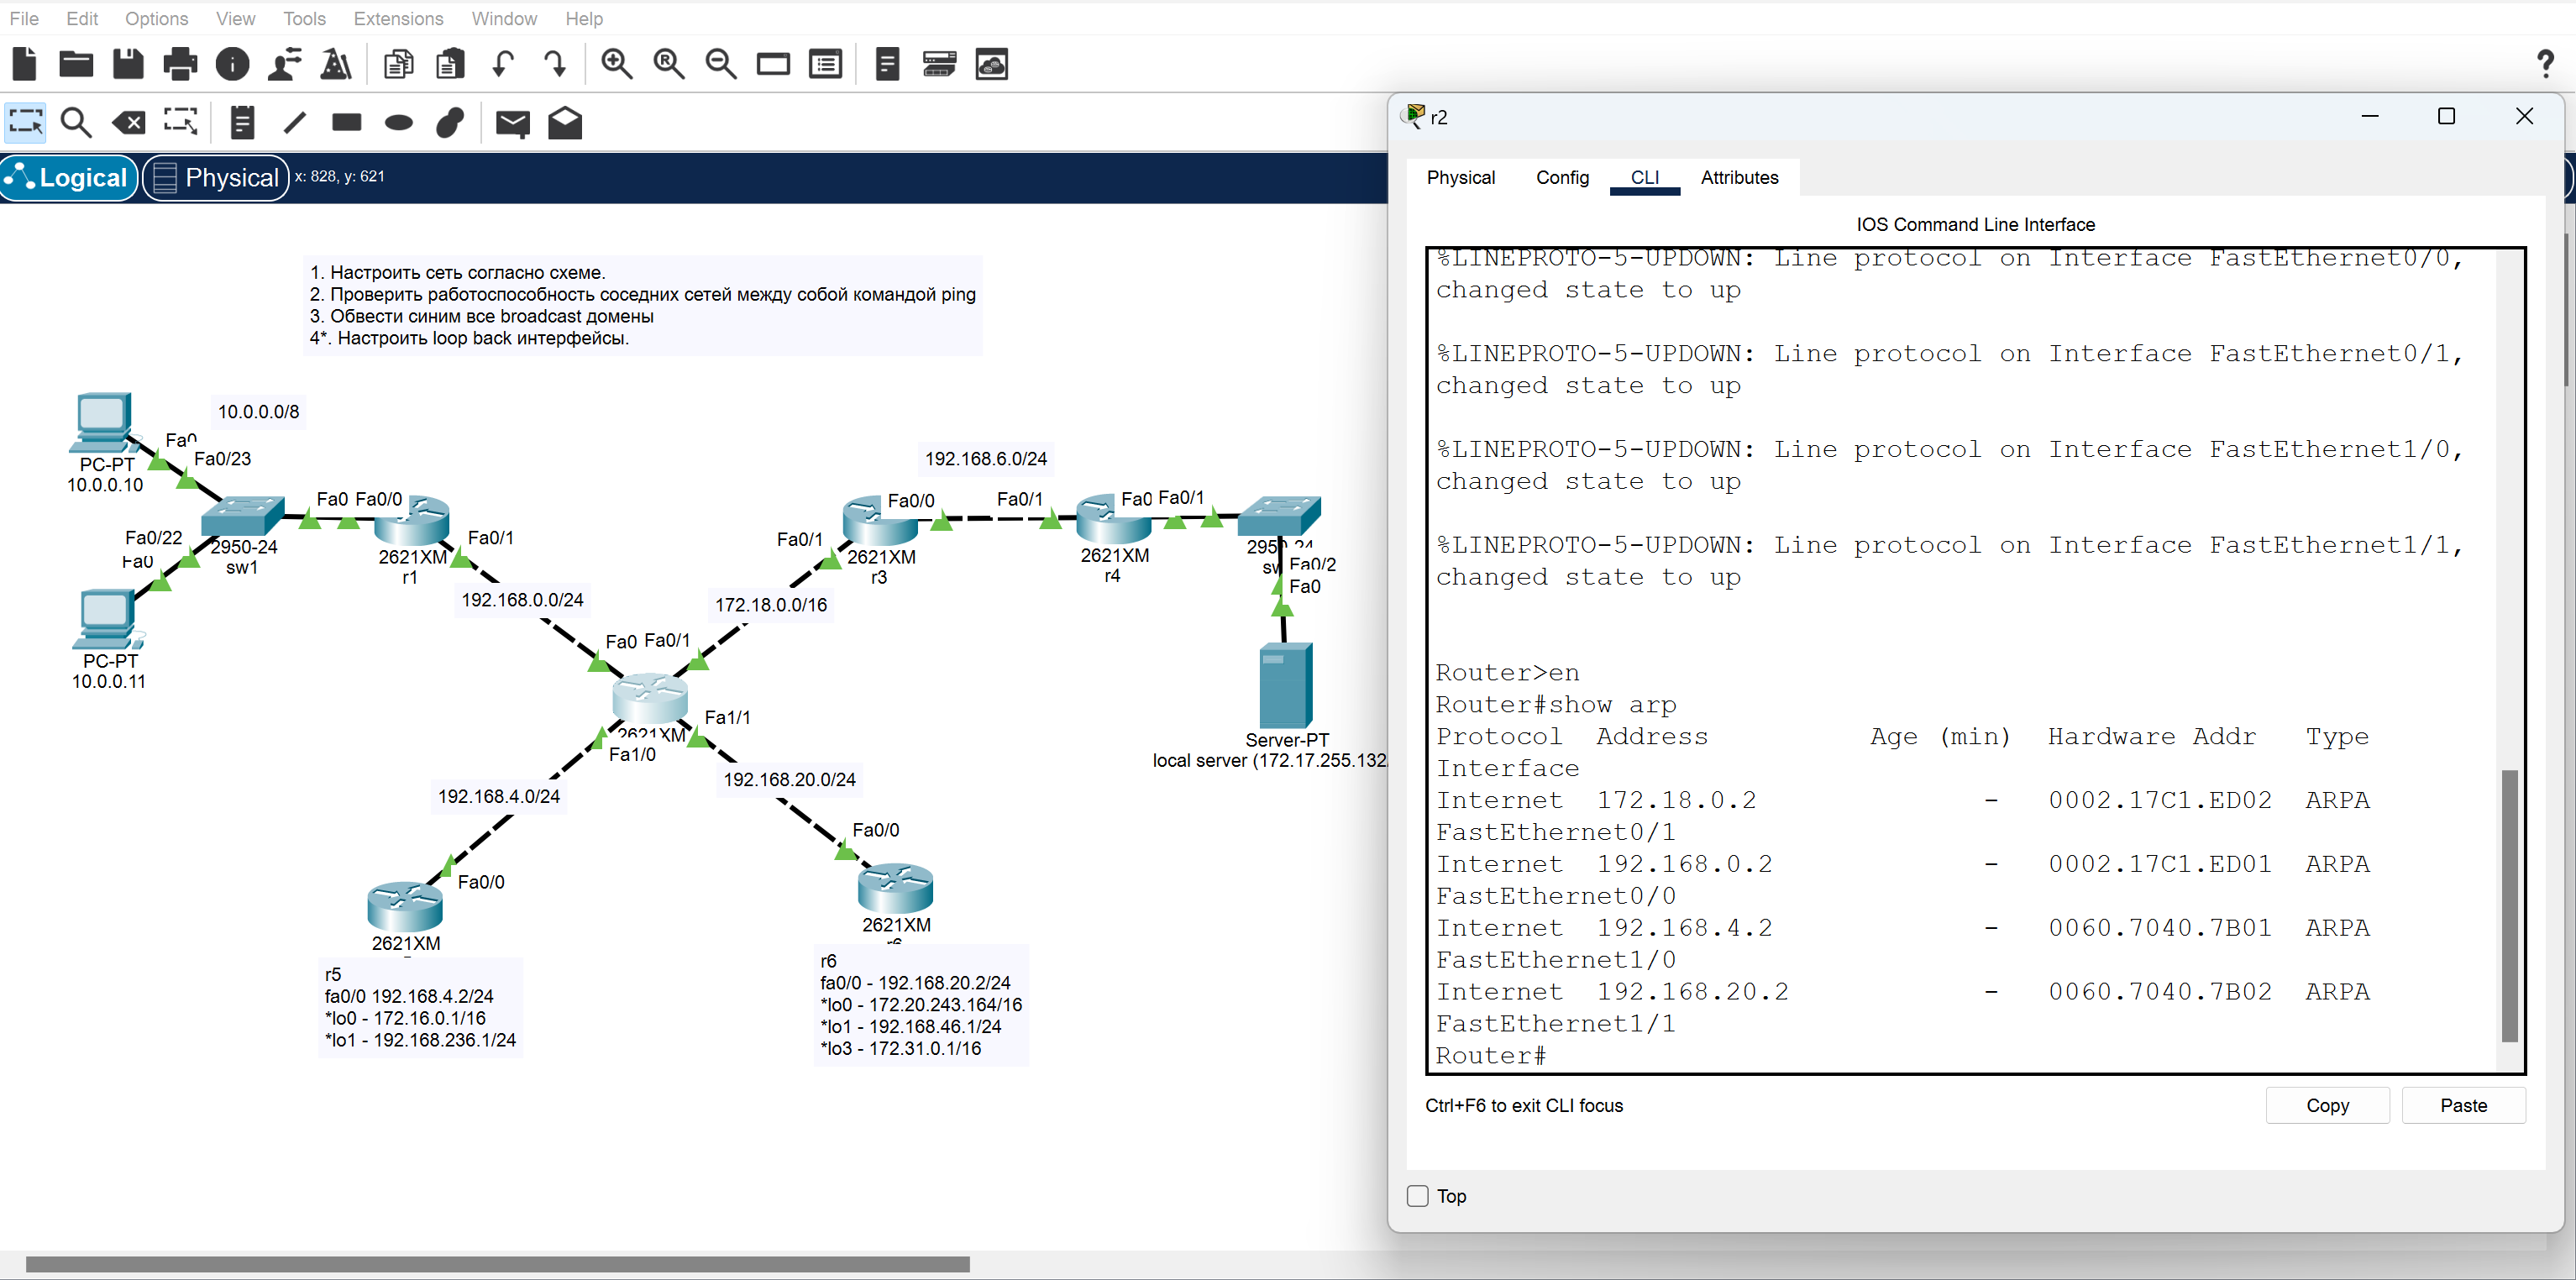 File Edit Options View Tools Extensions Window Help
Logical
Physical
x: 828, y: 621
1. Настроить сеть согласно схеме.
2. Проверить работоспособность соседних сетей между собой командой ping
3. Обвести синим все broadcast домены
4*. Настроить loop back интерфейсы.
10.0.0.0/8
Fa0
Fa0/23
PC-PT
10.0.0.10
Fa0/22
Fa0
2950-24
sw1
PC-PT
10.0.0.11
Fa0 Fa0/0
2621XM
r1
Fa0/1
192.168.0.0/24
172.18.0.0/16
Fa0/1
Fa0/0
2621XM
r3
192.168.6.0/24
Fa0/1
Fa0 Fa0/1
2621XM
r4
2950-24
Fa0/2
Fa0
Server-PT
local server (172.17.255.132
Fa0 Fa0/1
2621XM
Fa1/0
Fa1/1
192.168.4.0/24
192.168.20.0/24
Fa0/0
2621XM
r5
fa0/0 192.168.4.2/24
*lo0 - 172.16.0.1/16
*lo1 - 192.168.236.1/24
Fa0/0
2621XM
r6
r6
fa0/0 - 192.168.20.2/24
*lo0 - 172.20.243.164/16
*lo1 - 192.168.46.1/24
*lo3 - 172.31.0.1/16
r2
Physical Config CLI Attributes
IOS Command Line Interface
%LINEPROTO-5-UPDOWN: Line protocol on Interface FastEthernet0/0,
changed state to up
%LINEPROTO-5-UPDOWN: Line protocol on Interface FastEthernet0/1,
changed state to up
%LINEPROTO-5-UPDOWN: Line protocol on Interface FastEthernet1/0,
changed state to up
%LINEPROTO-5-UPDOWN: Line protocol on Interface FastEthernet1/1,
changed state to up
Router>en
Router#show arp
Protocol Address Age (min) Hardware Addr Type
Interface
Internet 172.18.0.2 - 0002.17C1.ED02 ARPA
FastEthernet0/1
Internet 192.168.0.2 - 0002.17C1.ED01 ARPA
FastEthernet0/0
Internet 192.168.4.2 - 0060.7040.7B01 ARPA
FastEthernet1/0
Internet 192.168.20.2 - 0060.7040.7B02 ARPA
FastEthernet1/1
Router#
Ctrl+F6 to exit CLI focus
Copy
Paste
Top